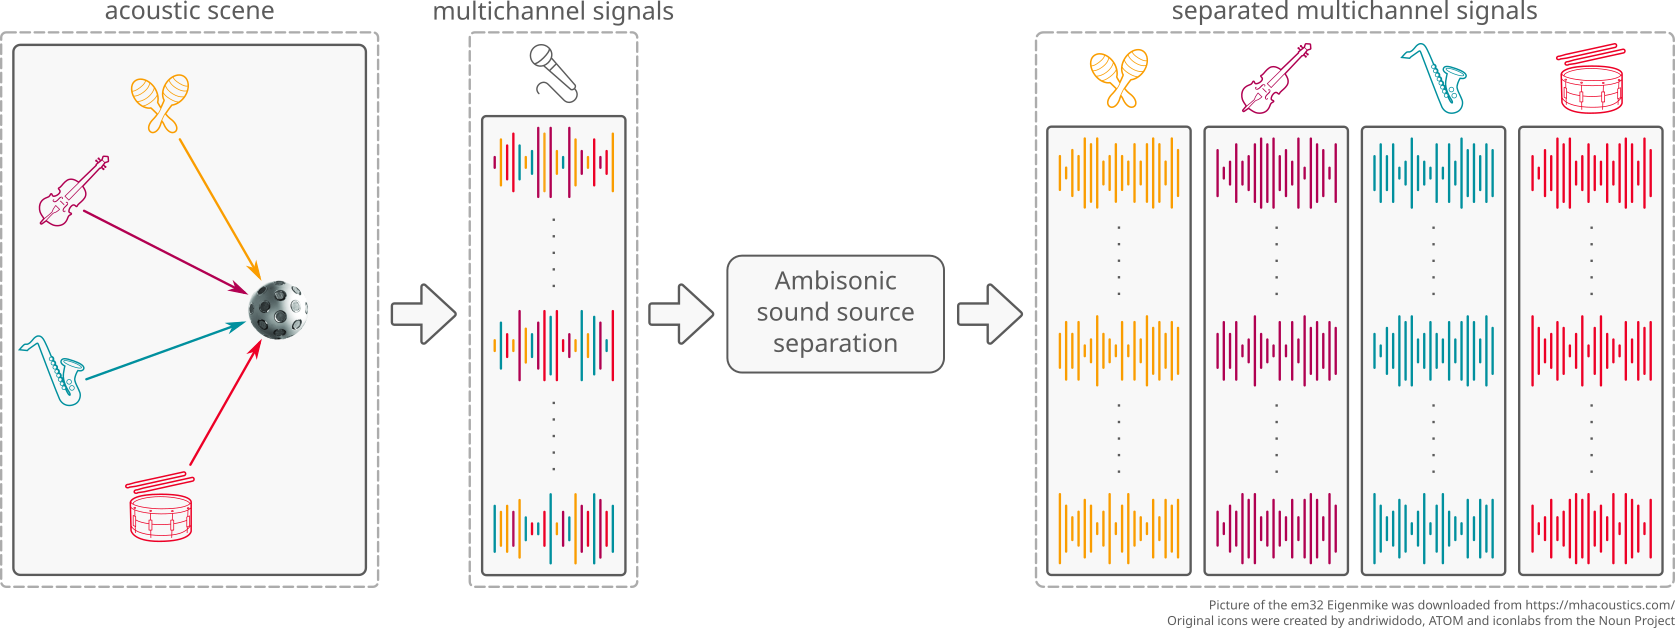 acoustic scene
multichannel signals
separated multichannel signals
Ambisonic
sound source
separation
Picture of the em32 Eigenmike was downloaded from https://mhacoustics.com/
Original icons were created by andriwidodo, ATOM and iconlabs from the Noun Project